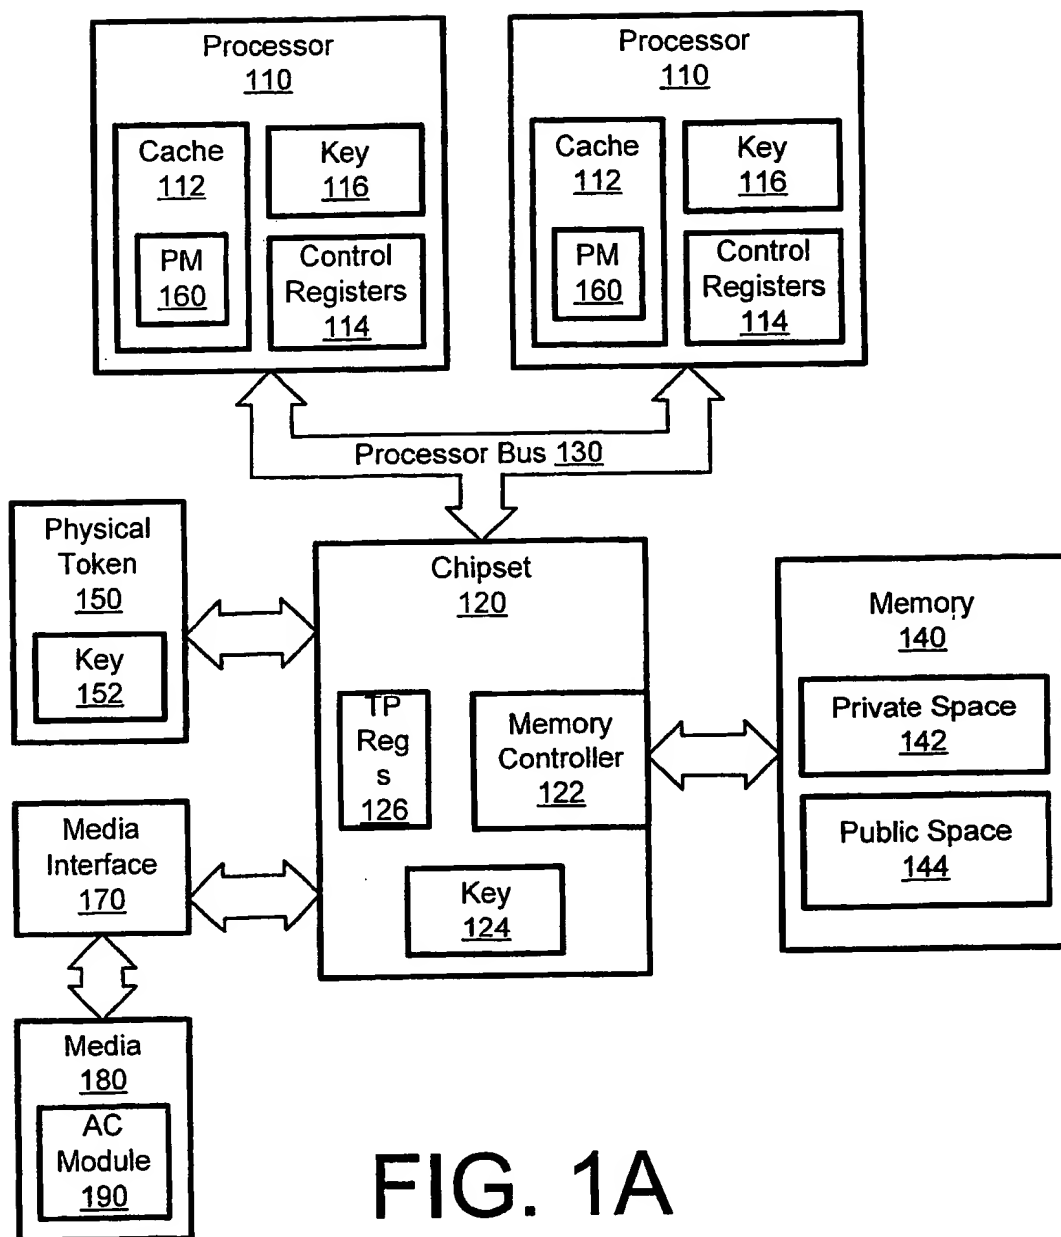 Processor
110
Cache
112
PM
160
Key
116
Control
Registers
114
Processor
110
Cache
112
PM
160
Key
116
Control
Registers
114
Processor Bus 130
Physical
Token
150
Key
152
Chipset
120
TP
Reg
s
126
Memory
Controller
122
Key
124
Memory
140
Private Space
142
Public Space
144
Media
Interface
170
Media
180
AC
Module
190
FIG. 1A